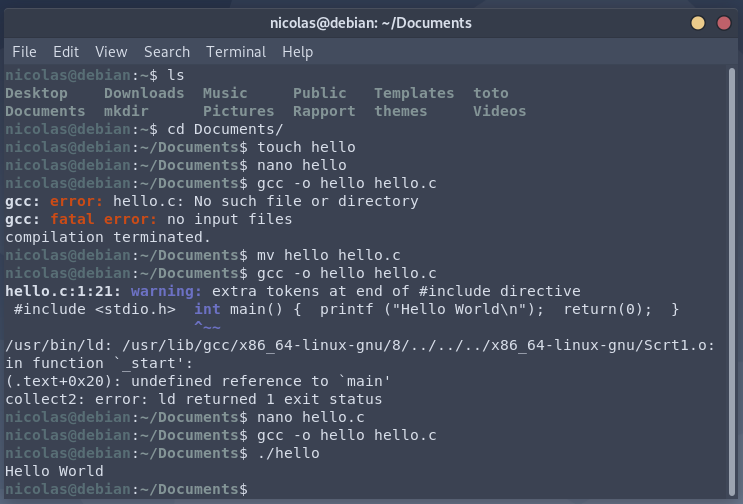 nicolas@debian: ~/Documents
File Edit View Search Terminal Help
nicolas@debian:~$ ls
Desktop    Downloads  Music     Public   Templates  toto
Documents  mkdir      Pictures  Rapport  themes     Videos
nicolas@debian:~$ cd Documents/
nicolas@debian:~/Documents$ touch hello
nicolas@debian:~/Documents$ nano hello
nicolas@debian:~/Documents$ gcc -o hello hello.c
gcc: error: hello.c: No such file or directory
gcc: fatal error: no input files
compilation terminated.
nicolas@debian:~/Documents$ mv hello hello.c
nicolas@debian:~/Documents$ gcc -o hello hello.c
hello.c:1:21: warning: extra tokens at end of #include directive
 #include <stdio.h>  int main() {  printf ("Hello World\n");  return(0);  }
                     ^~~
/usr/bin/ld: /usr/lib/gcc/x86_64-linux-gnu/8/../../../x86_64-linux-gnu/Scrt1.o:
in function `_start':
(.text+0x20): undefined reference to `main'
collect2: error: ld returned 1 exit status
nicolas@debian:~/Documents$ nano hello.c
nicolas@debian:~/Documents$ gcc -o hello hello.c
nicolas@debian:~/Documents$ ./hello
Hello World
nicolas@debian:~/Documents$